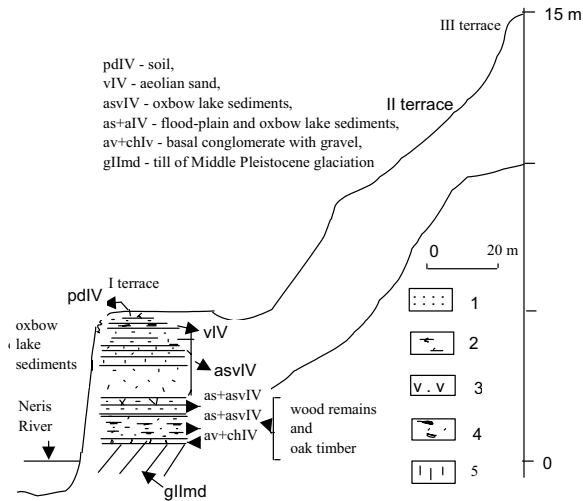 15 m
III terrace
pdIV - soil,
vIV - aeolian sand,
asvIV - oxbow lake sediments,
as+aIV - flood-plain and oxbow lake sediments,
av+chIv - basal conglomerate with gravel,
gIImd - till of Middle Pleistocene glaciation
II terrace
0 20 m
I terrace
pdIV
1
oxbow
lake
sediments
vIV
2
asvIV
3
as+asvIV
as+asvIV
av+chIV
wood remains
and
oak timber
4
Neris
River
5
0
gIImd